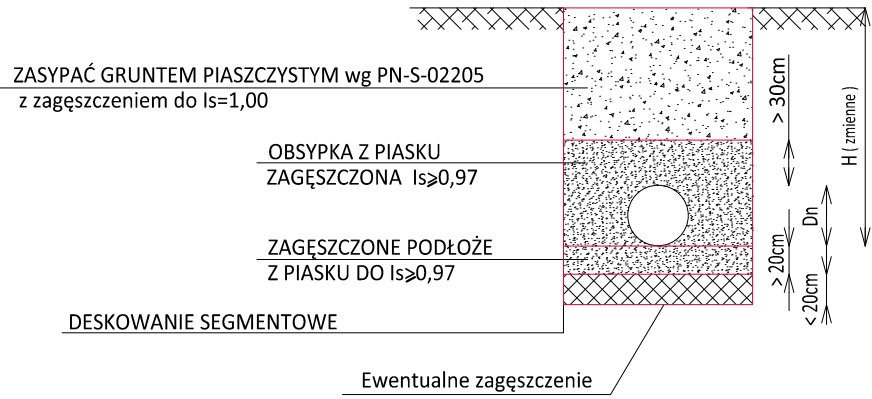 ZASYPAĆ GRUNTEM PIASZCZYSTYM wg PN-S-02205
z zagęszczeniem do Is=1,00
OBSYPKA Z PIASKU
ZAGĘSZCZONA Is⩾0,97
ZAGĘSZCZONE PODŁOŻE
Z PIASKU DO Is⩾0,97
DESKOWANIE SEGMENTOWE
Ewentualne zagęszczenie
> 30cm
H ( zmienne )
Dn
> 20cm
< 20cm